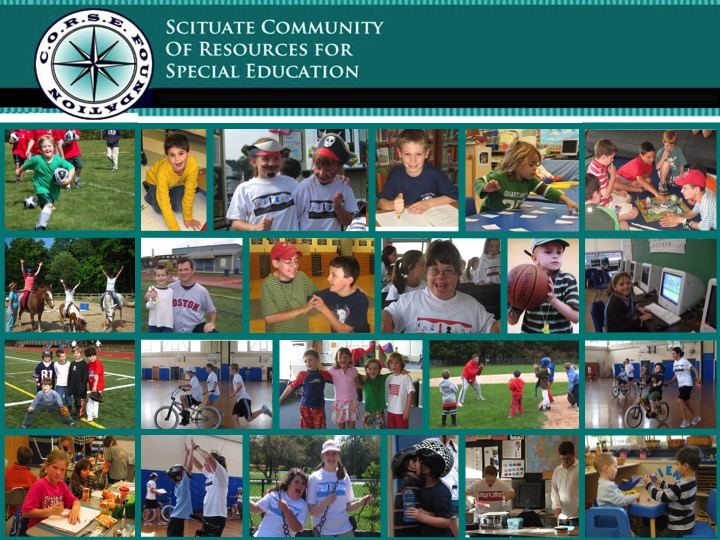 C.O.R.S.E. FOUNDATION
SCITUATE COMMUNITY
OF RESOURCES FOR
SPECIAL EDUCATION
BOSTON